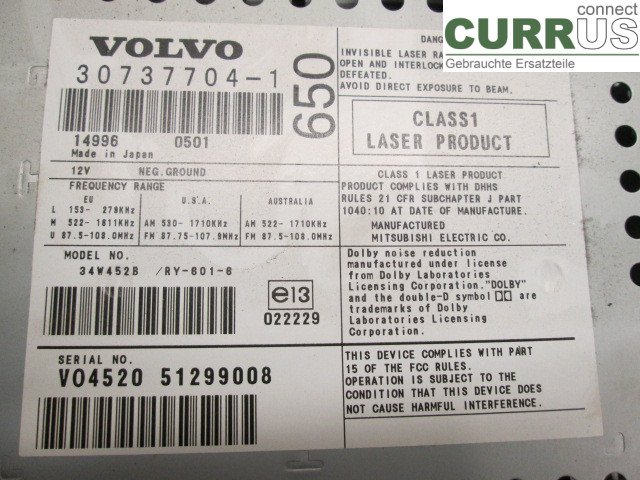 connect
CURRUS
Gebrauchte Ersatzteile
VOLVO
30737704-1
650
14996 0501
Made in Japan
12V NEG.GROUND
FREQUENCY RANGE
EU U.S.A. AUSTRALIA
L 153- 279KHz
M 522-1611KHz AM 530-1710KHz AM 522-1710KHz
U 87.5-108.0MHz FM 87.75-107.9MHz FM 87.5-108.0MHz
MODEL NO.
34W452B /RY-601-6
e13
022229
SERIAL NO.
VO4520 51299008
INVISIBLE LASER
OPEN AND
DEFEATED.
AVOID DIRECT EXPOSURE TO BEAM.
CLASS1
LASER PRODUCT
CLASS 1 LASER PRODUCT
PRODUCT COMPLIES WITH DHHS
RULES 21 CFR SUBCHAPTER J PART
1040:10 AT DATE OF MANUFACTURE.
MANUFACTURED
MITSUBISHI ELECTRIC CO.
Dolby noise reduction
manufactured under license
from Dolby Laboratories
Licensing Corporation. "DOLBY"
and the double-D symbol are
trademarks of Dolby
Laboratories Licensing
Corporation.
THIS DEVICE COMPLIES WITH PART
15 OF THE FCC RULES.
OPERATION IS SUBJECT TO THE
CONDITION THAT THIS DEVICE DOES
NOT CAUSE HARMFUL INTERFERENCE.